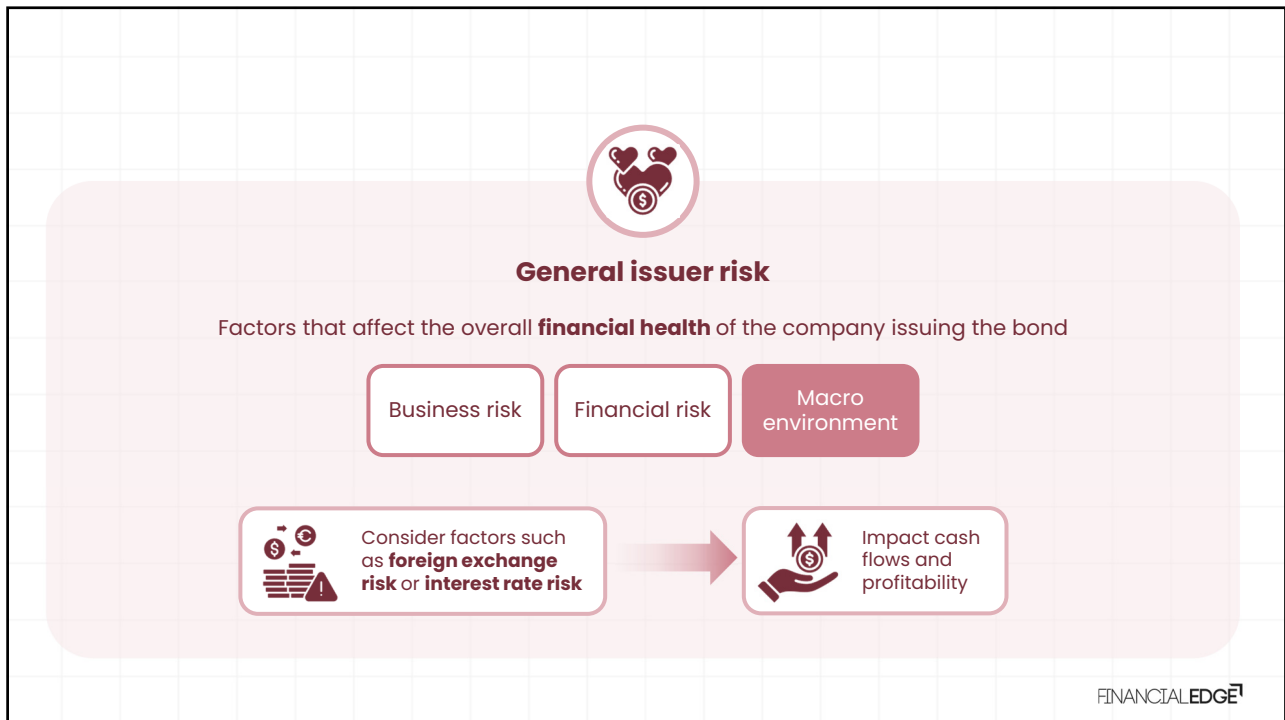 General issuer risk
Factors that affect the overall financial health of the company issuing the bond
Business risk
Financial risk
Macro
environment
$
€
$
!
Consider factors such
as foreign exchange
risk or interest rate risk
$
Impact cash
flows and
profitability
FINANCIALEDGE